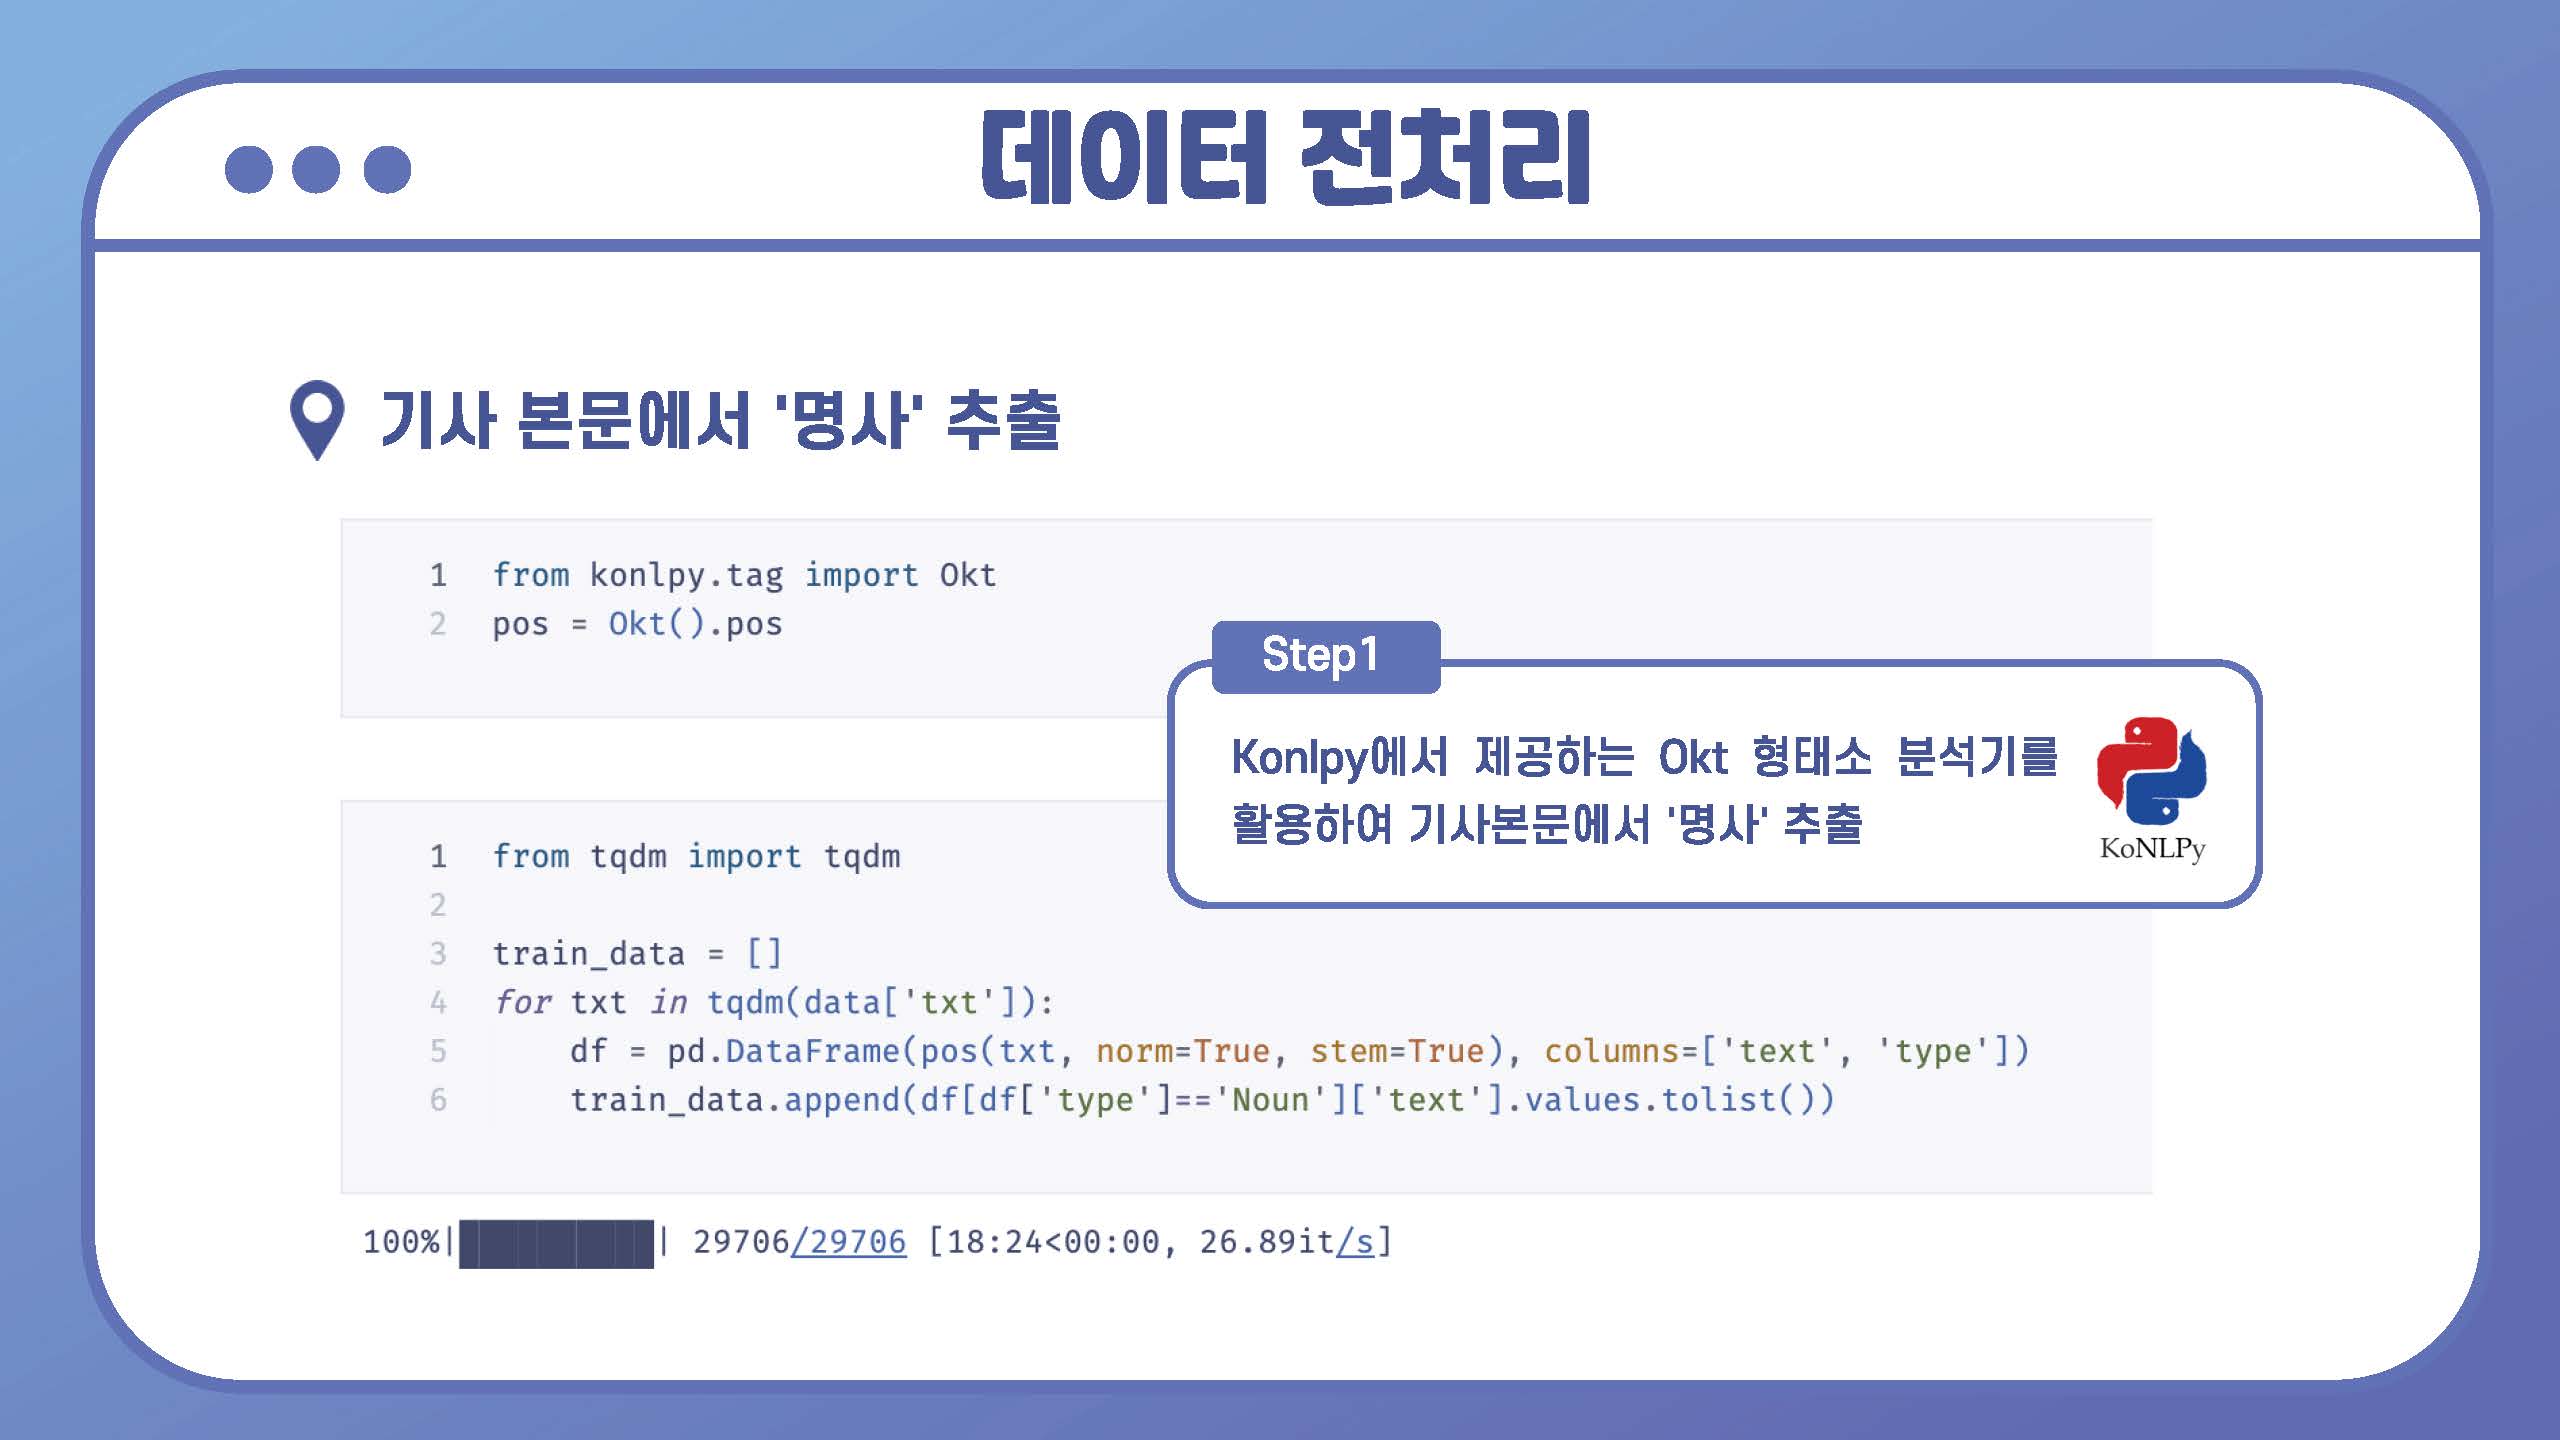 데이터 전처리
기사 본문에서 '명사' 추출
1 from konlpy.tag import Okt
2 pos = Okt().pos
Step1
Konlpy에서 제공하는 Okt 형태소 분석기를
활용하여 기사본문에서 '명사' 추출
KoNLPy
1 from tqdm import tqdm
2
3 train_data = []
4 for txt in tqdm(data['txt']):
5     df = pd.DataFrame(pos(txt, norm=True, stem=True), columns=['text', 'type'])
6     train_data.append(df[df['type']=='Noun']['text'].values.tolist())
100%|██████████| 29706/29706 [18:24<00:00, 26.89it/s]